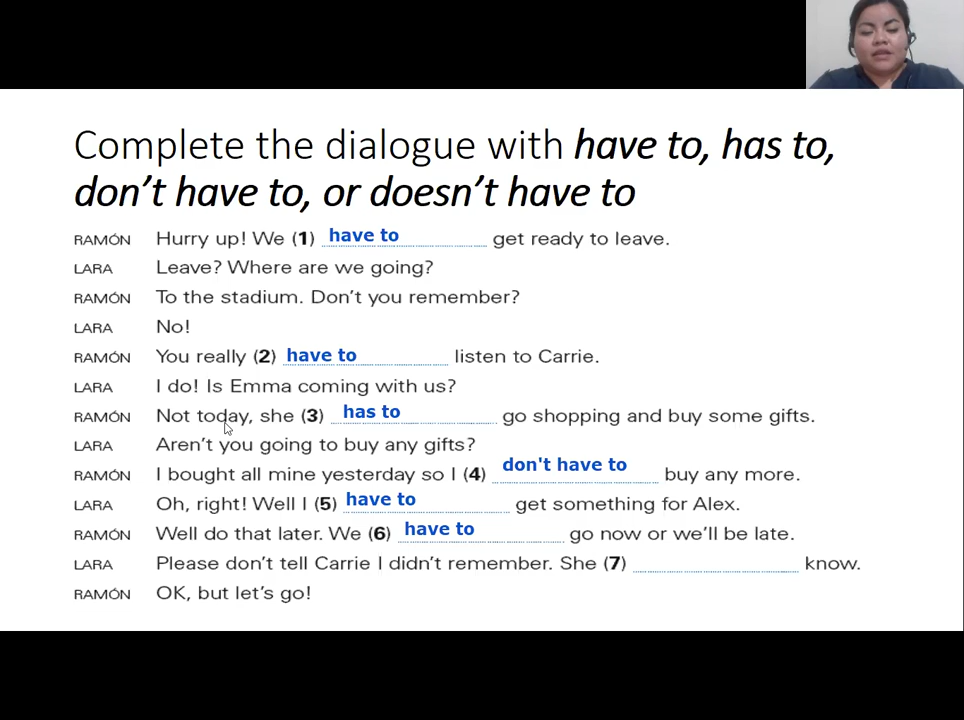 Complete the dialogue with have to, has to,
don't have to, or doesn't have to
RAMÓN Hurry up! We (1) have to get ready to leave.
LARA Leave? Where are we going?
RAMÓN To the stadium. Don't you remember?
LARA No!
RAMÓN You really (2) have to listen to Carrie.
LARA I do! Is Emma coming with us?
RAMÓN Not today, she (3) has to go shopping and buy some gifts.
LARA Aren't you going to buy any gifts?
RAMÓN I bought all mine yesterday so I (4) don't have to buy any more.
LARA Oh, right! Well I (5) have to get something for Alex.
RAMÓN Well do that later. We (6) have to go now or we'll be late.
LARA Please don't tell Carrie I didn't remember. She (7) know.
RAMÓN OK, but let's go!